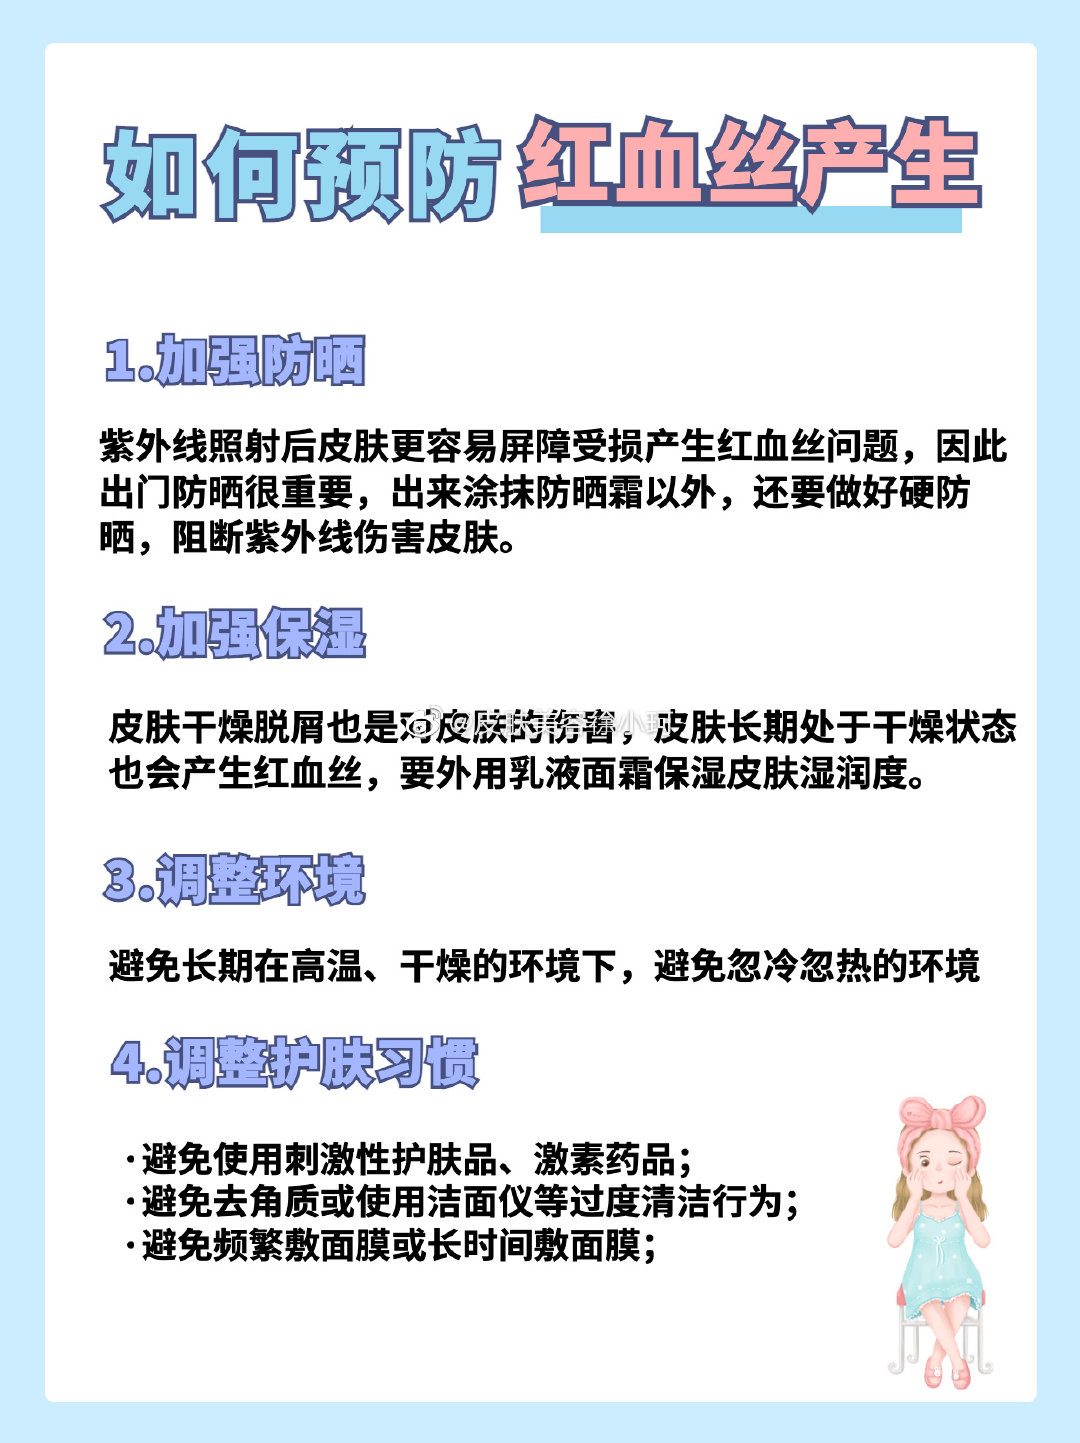 如何预防 红血丝产生
1.加强防晒
紫外线照射后皮肤更容易屏障受损产生红血丝问题，因此
出门防晒很重要，出来涂抹防晒霜以外，还要做好硬防
晒，阻断紫外线伤害皮肤。
2.加强保湿
皮肤干燥脱屑也是对皮肤的伤害，皮肤长期处于干燥状态
@皮肤美容徐小
也会产生红血丝，要外用乳液面霜保湿皮肤湿润度。
3.调整环境
避免长期在高温、干燥的环境下，避免忽冷忽热的环境
4.调整护肤习惯
·避免使用刺激性护肤品、激素药品；
·避免去角质或使用洁面仪等过度清洁行为；
·避免频繁敷面膜或长时间敷面膜；